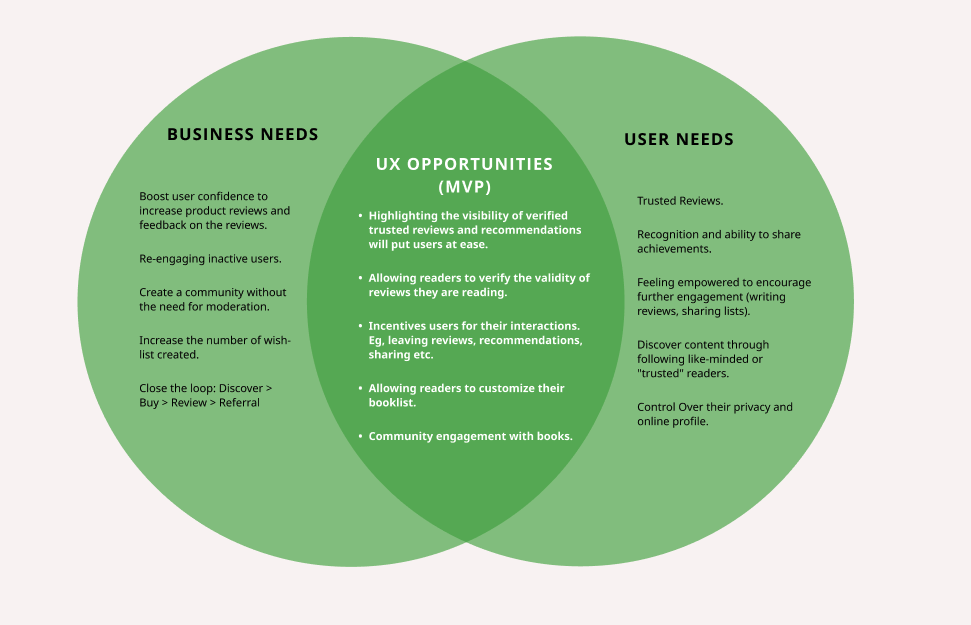 BUSINESS NEEDS
Boost user confidence to
increase product reviews and
feedback on the reviews.
Re-engaging inactive users.
Create a community without
the need for moderation.
Increase the number of wish-
list created.
Close the loop: Discover >
Buy > Review > Referral
UX OPPORTUNITIES
(MVP)
• Highlighting the visibility of verified
trusted reviews and recommendations
will put users at ease.
• Allowing readers to verify the validity of
reviews they are reading.
• Incentives users for their interactions.
Eg, leaving reviews, recommendations,
sharing etc.
• Allowing readers to customize their
booklist.
• Community engagement with books.
USER NEEDS
Trusted Reviews.
Recognition and ability to share
achievements.
Feeling empowered to encourage
further engagement (writing
reviews, sharing lists).
Discover content through
following like-minded or
"trusted" readers.
Control Over their privacy and
online profile.